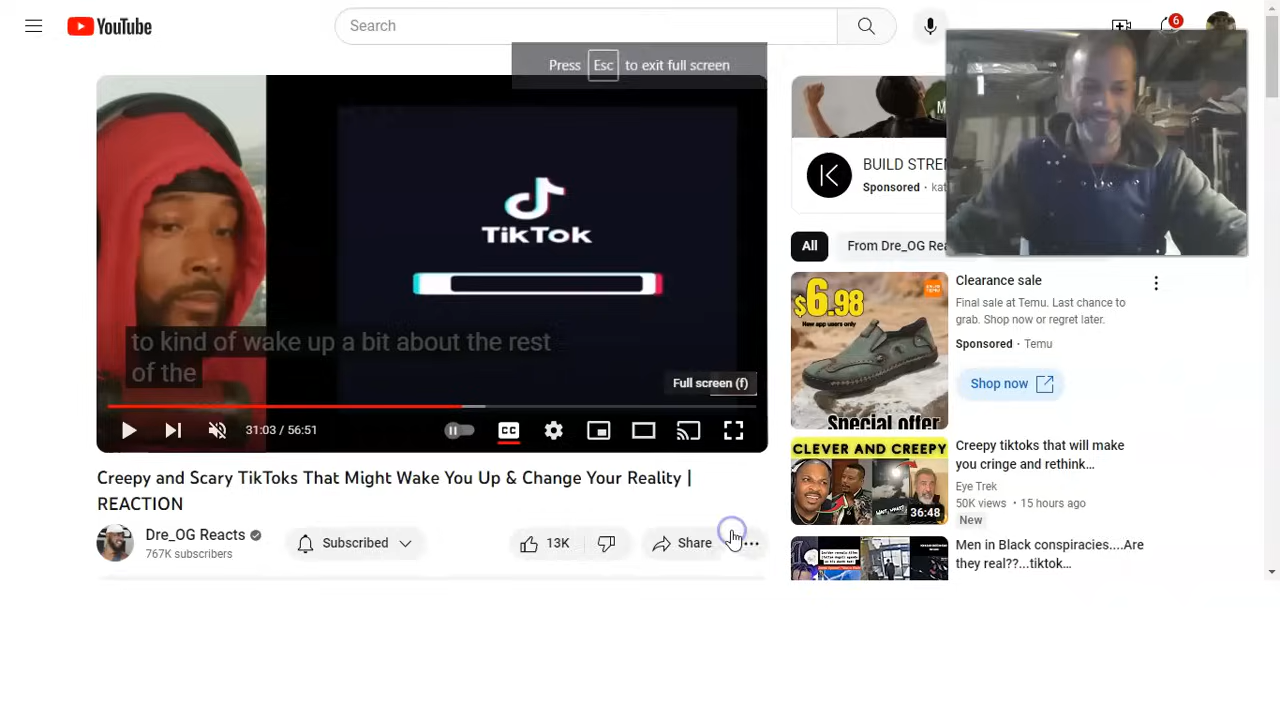 YouTube
Search
6
Press Esc to exit full screen
TikTok
to kind of wake up a bit about the rest
of the
Full screen (f)
31:03 / 56:51
CC
Creepy and Scary TikToks That Might Wake You Up & Change Your Reality |
REACTION
Dre_OG Reacts
767K subscribers
Subscribed
13K
Share
BUILD STREN
Sponsored · kat
All
From Dre_OG Rea
$6.98
New app users only
Special offer
Clearance sale
Final sale at Temu. Last chance to
grab. Shop now or regret later.
Sponsored · Temu
Shop now
CLEVER AND CREEPY
WAIT, WHAT!
36:48
Creepy tiktoks that will make
you cringe and rethink…
Eye Trek
50K views · 15 hours ago
New
Men in Black conspiracies....Are
they real??...tiktok…